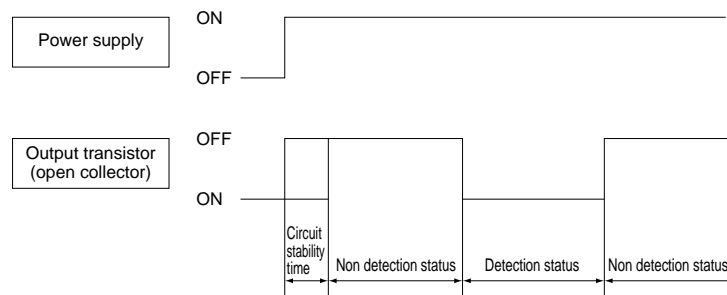 ON
Power supply
OFF
OFF
Output transistor
(open collector)
ON
Circuit
stability
time
Non detection status
Detection status
Non detection status